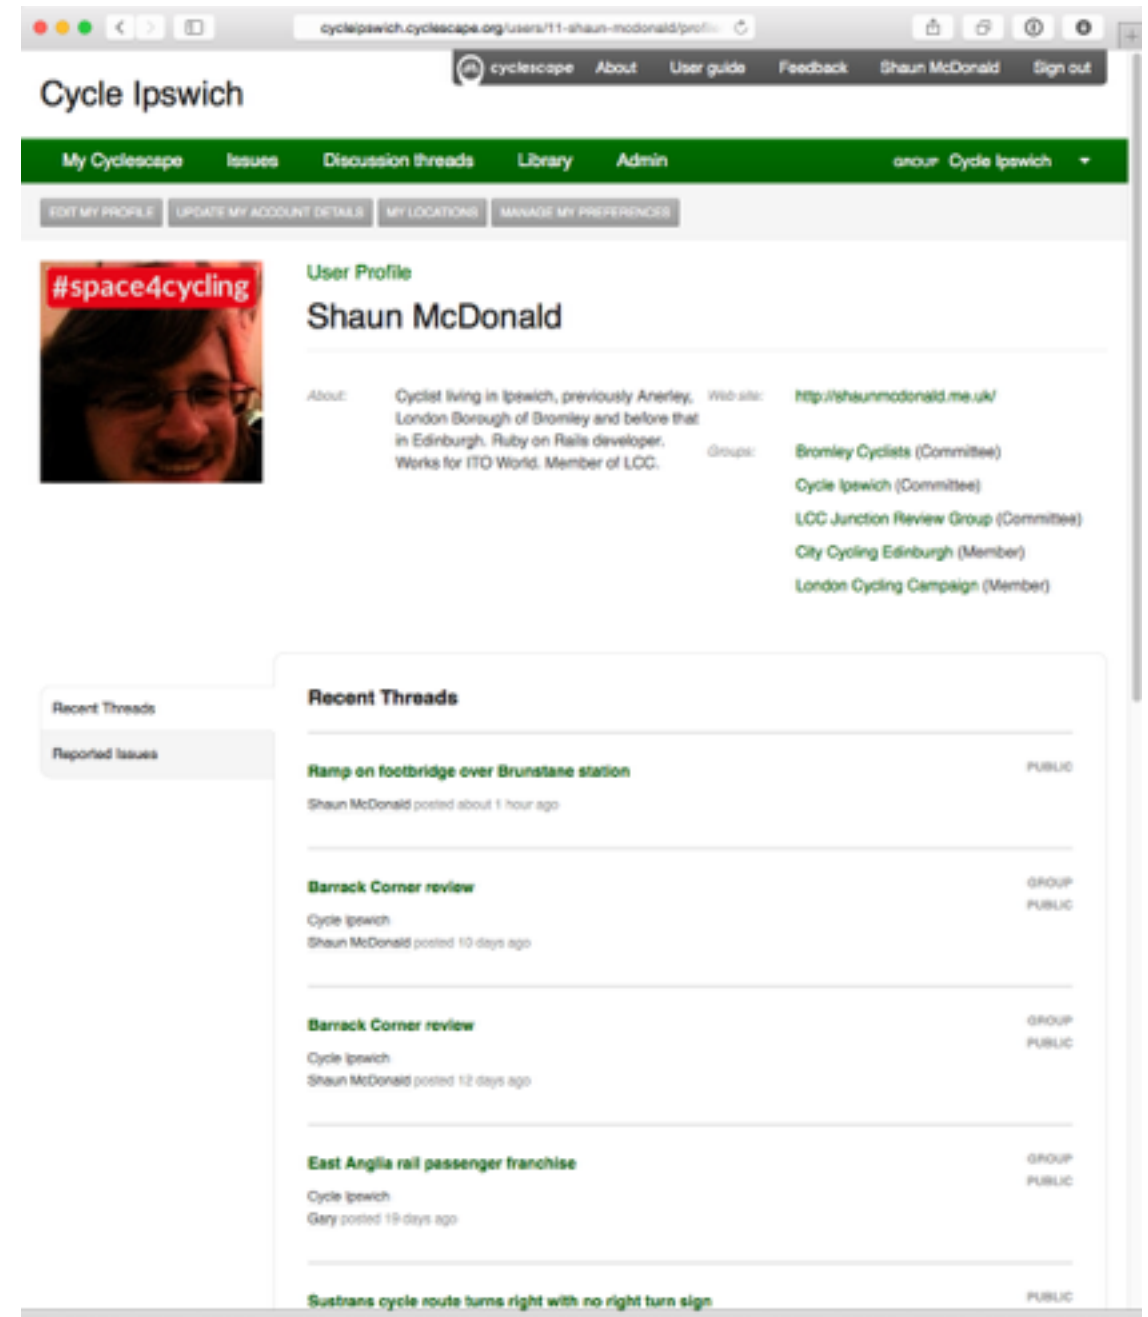 cycleipswich.cyclescape.org/users/11-shaun-mcdonald/profil
cyclescape About User guide Feedback Shaun McDonald Sign out
Cycle Ipswich
My Cyclescape Issues Discussion threads Library Admin GROUP Cycle Ipswich
EDIT MY PROFILE UPDATE MY ACCOUNT DETAILS MY LOCATIONS MANAGE MY PREFERENCES
#space4cycling
User Profile
Shaun McDonald
About:
Cyclist living in Ipswich, previously Anerley,
London Borough of Bromley and before that
in Edinburgh. Ruby on Rails developer.
Works for ITO World. Member of LCC.
Web site:
http://shaunmcdonald.me.uk/
Groups:
Bromley Cyclists (Committee)
Cycle Ipswich (Committee)
LCC Junction Review Group (Committee)
City Cycling Edinburgh (Member)
London Cycling Campaign (Member)
Recent Threads
Reported Issues
Recent Threads
Ramp on footbridge over Brunstane station
PUBLIC
Shaun McDonald posted about 1 hour ago
Barrack Corner review
GROUP
PUBLIC
Cycle Ipswich
Shaun McDonald posted 10 days ago
Barrack Corner review
GROUP
PUBLIC
Cycle Ipswich
Shaun McDonald posted 12 days ago
East Anglia rail passenger franchise
GROUP
PUBLIC
Cycle Ipswich
Gary posted 19 days ago
Sustrans cycle route turns right with no right turn sign
PUBLIC